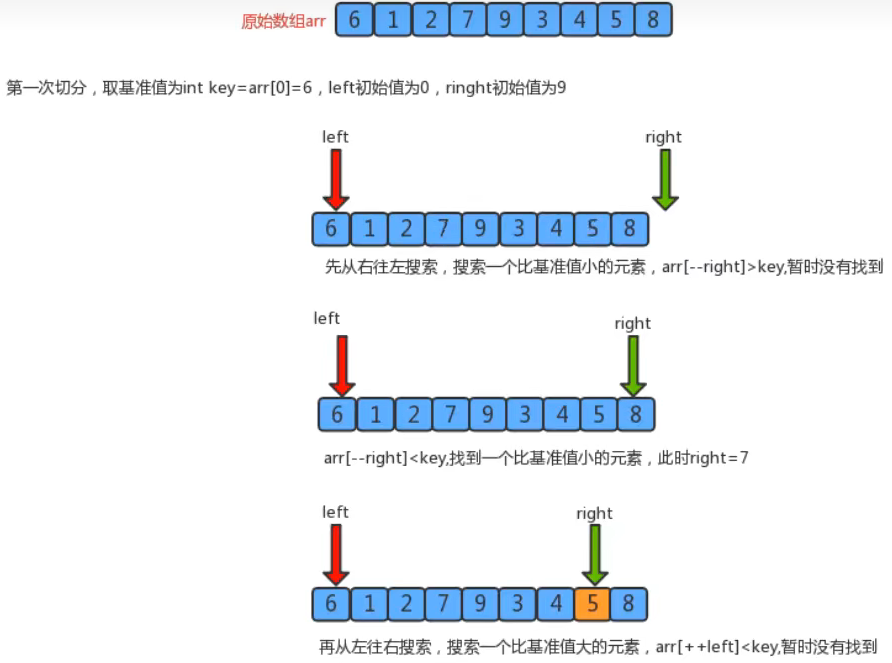 原始数组arr 6 1 2 7 9 3 4 5 8
第一次切分，取基准值为int key=arr[0]=6，left初始值为0，ringht初始值为9
left right
6 1 2 7 9 3 4 5 8
先从右往左搜索，搜索一个比基准值小的元素，arr[--right]>key,暂时没有找到
left right
6 1 2 7 9 3 4 5 8
arr[--right]<key,找到一个比基准值小的元素，此时right=7
left right
6 1 2 7 9 3 4 5 8
再从左往右搜索，搜索一个比基准值大的元素，arr[++left]<key,暂时没有找到